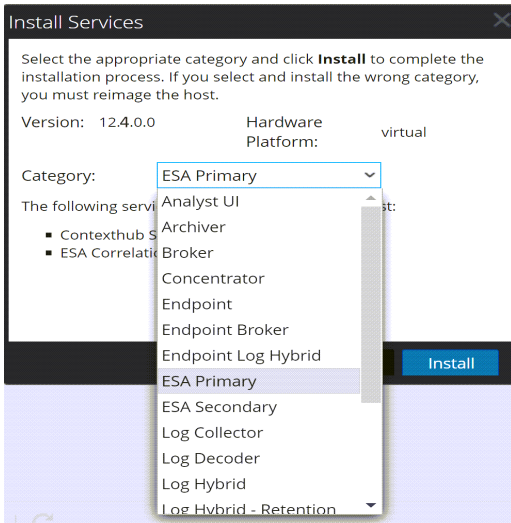 Install Services
Select the appropriate category and click Install to complete the
installation process. If you select and install the wrong category,
you must reimage the host.
Version: 12.4.0.0
Hardware
Platform:
virtual
Category:
ESA Primary
The following
st:
Contexthub
ESA
Analyst UI
Archiver
Broker
Concentrator
Endpoint
Endpoint Broker
Endpoint Log Hybrid
ESA Primary
ESA Secondary
Log Collector
Log Decoder
Log Hybrid
Log Hybrid - Retention
Install